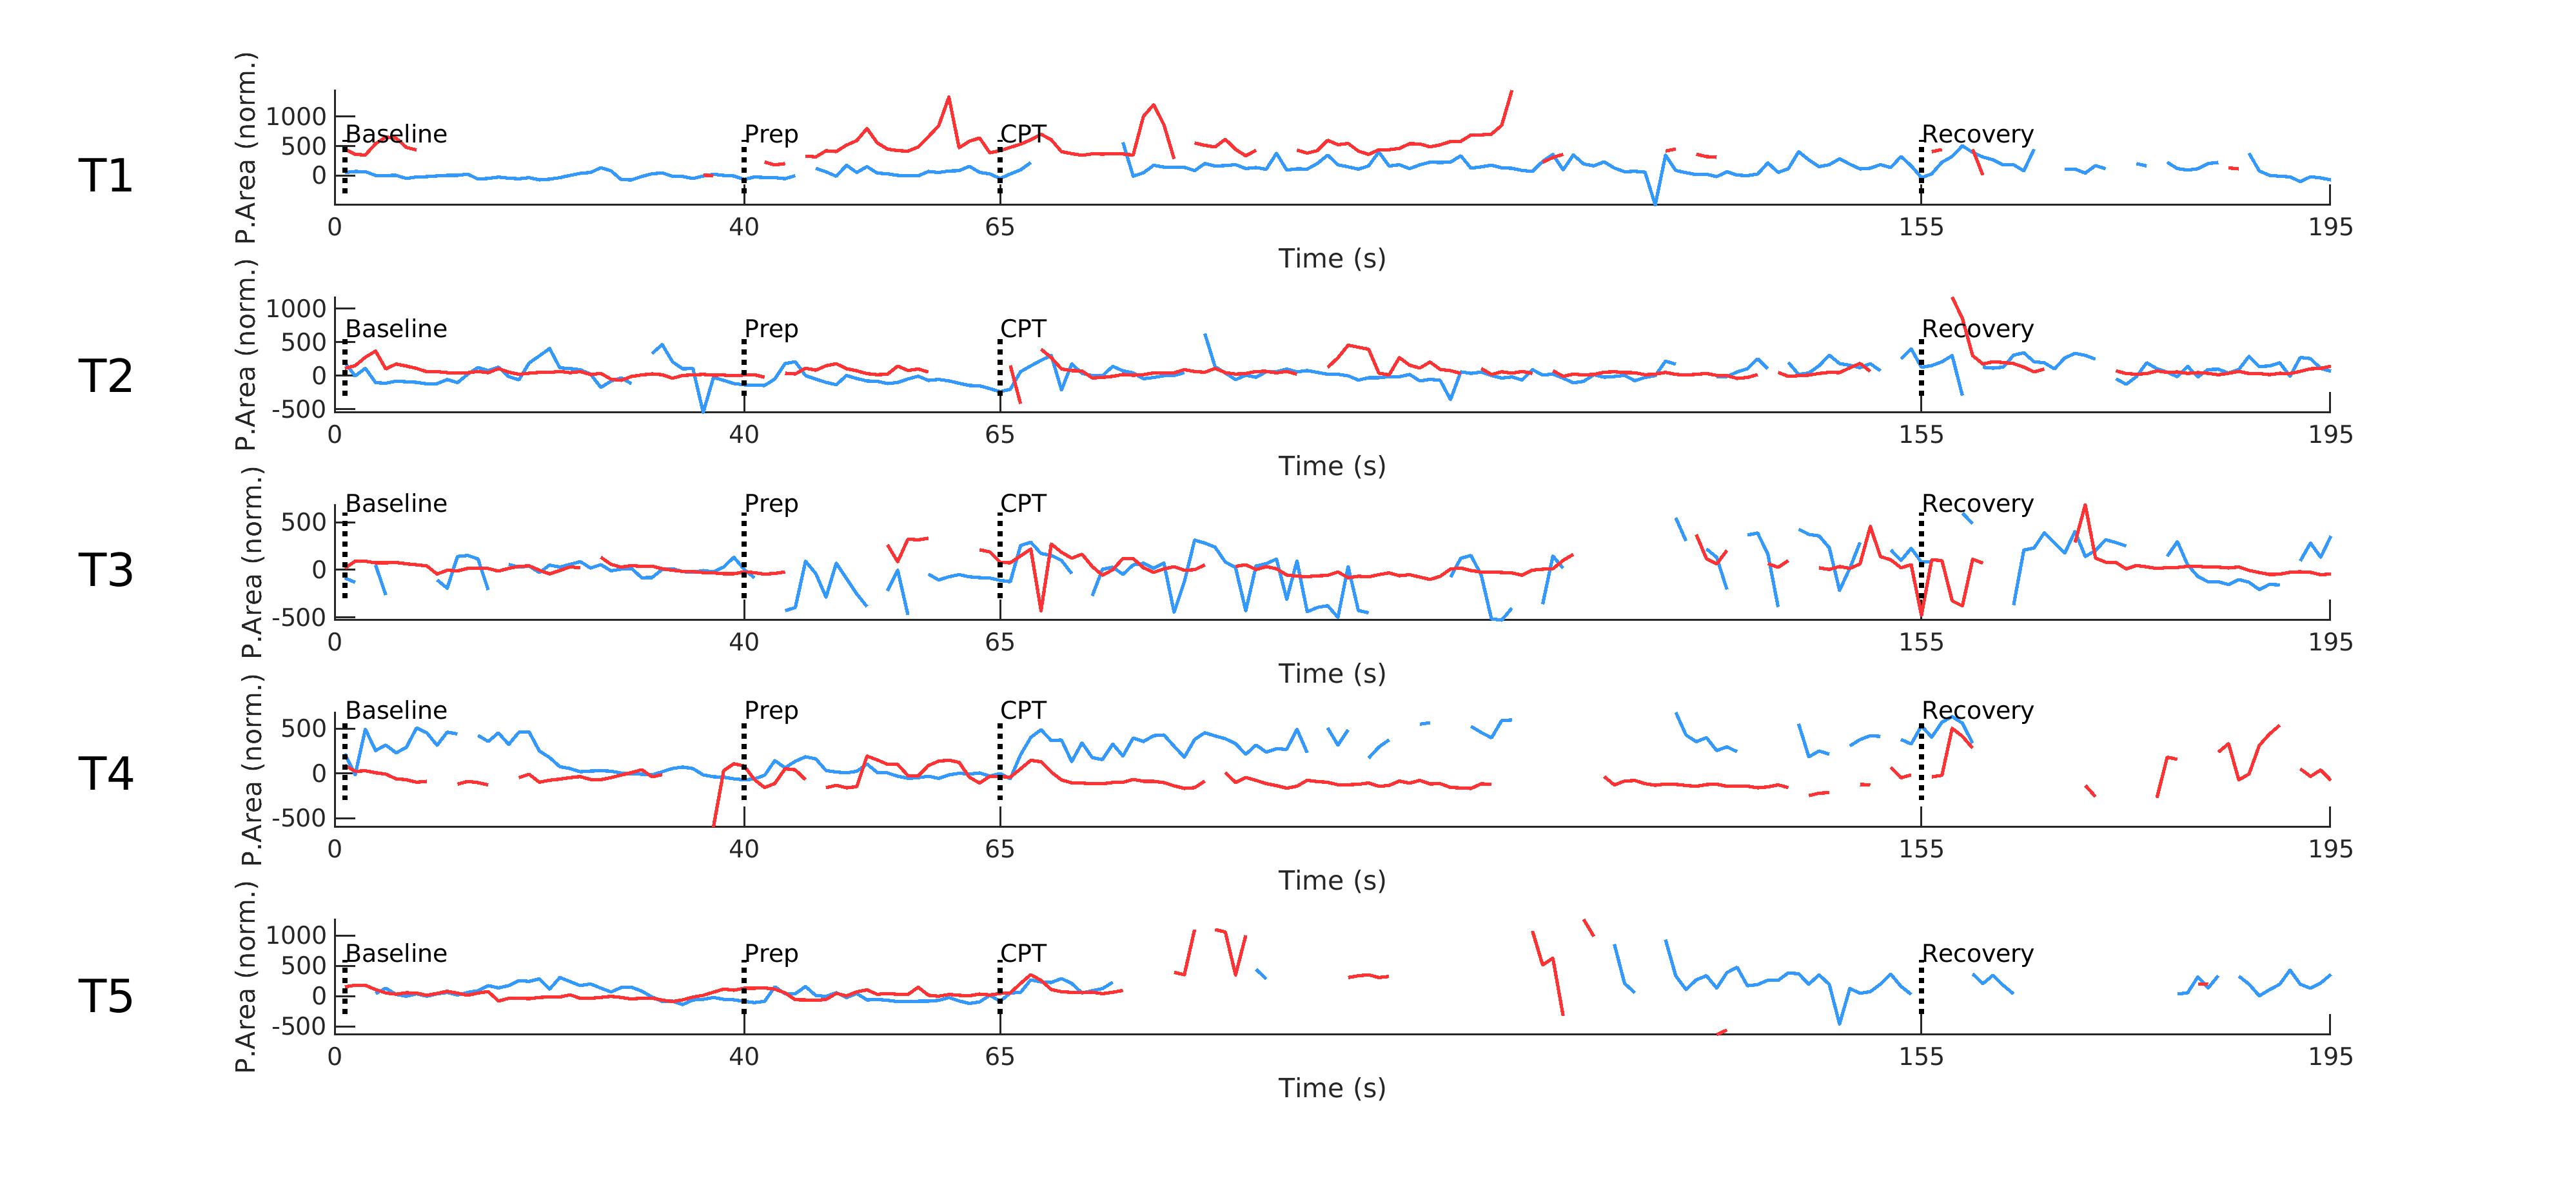 T1
P.Area (norm.)
1000
500
0
Baseline
Prep
CPT
Recovery
0
40
65
155
195
Time (s)
T2
P.Area (norm.)
1000
500
0
-500
Baseline
Prep
CPT
Recovery
0
40
65
155
195
Time (s)
T3
P.Area (norm.)
500
0
-500
Baseline
Prep
CPT
Recovery
0
40
65
155
195
Time (s)
T4
P.Area (norm.)
500
0
-500
Baseline
Prep
CPT
Recovery
0
40
65
155
195
Time (s)
T5
P.Area (norm.)
1000
500
0
-500
Baseline
Prep
CPT
Recovery
0
40
65
155
195
Time (s)